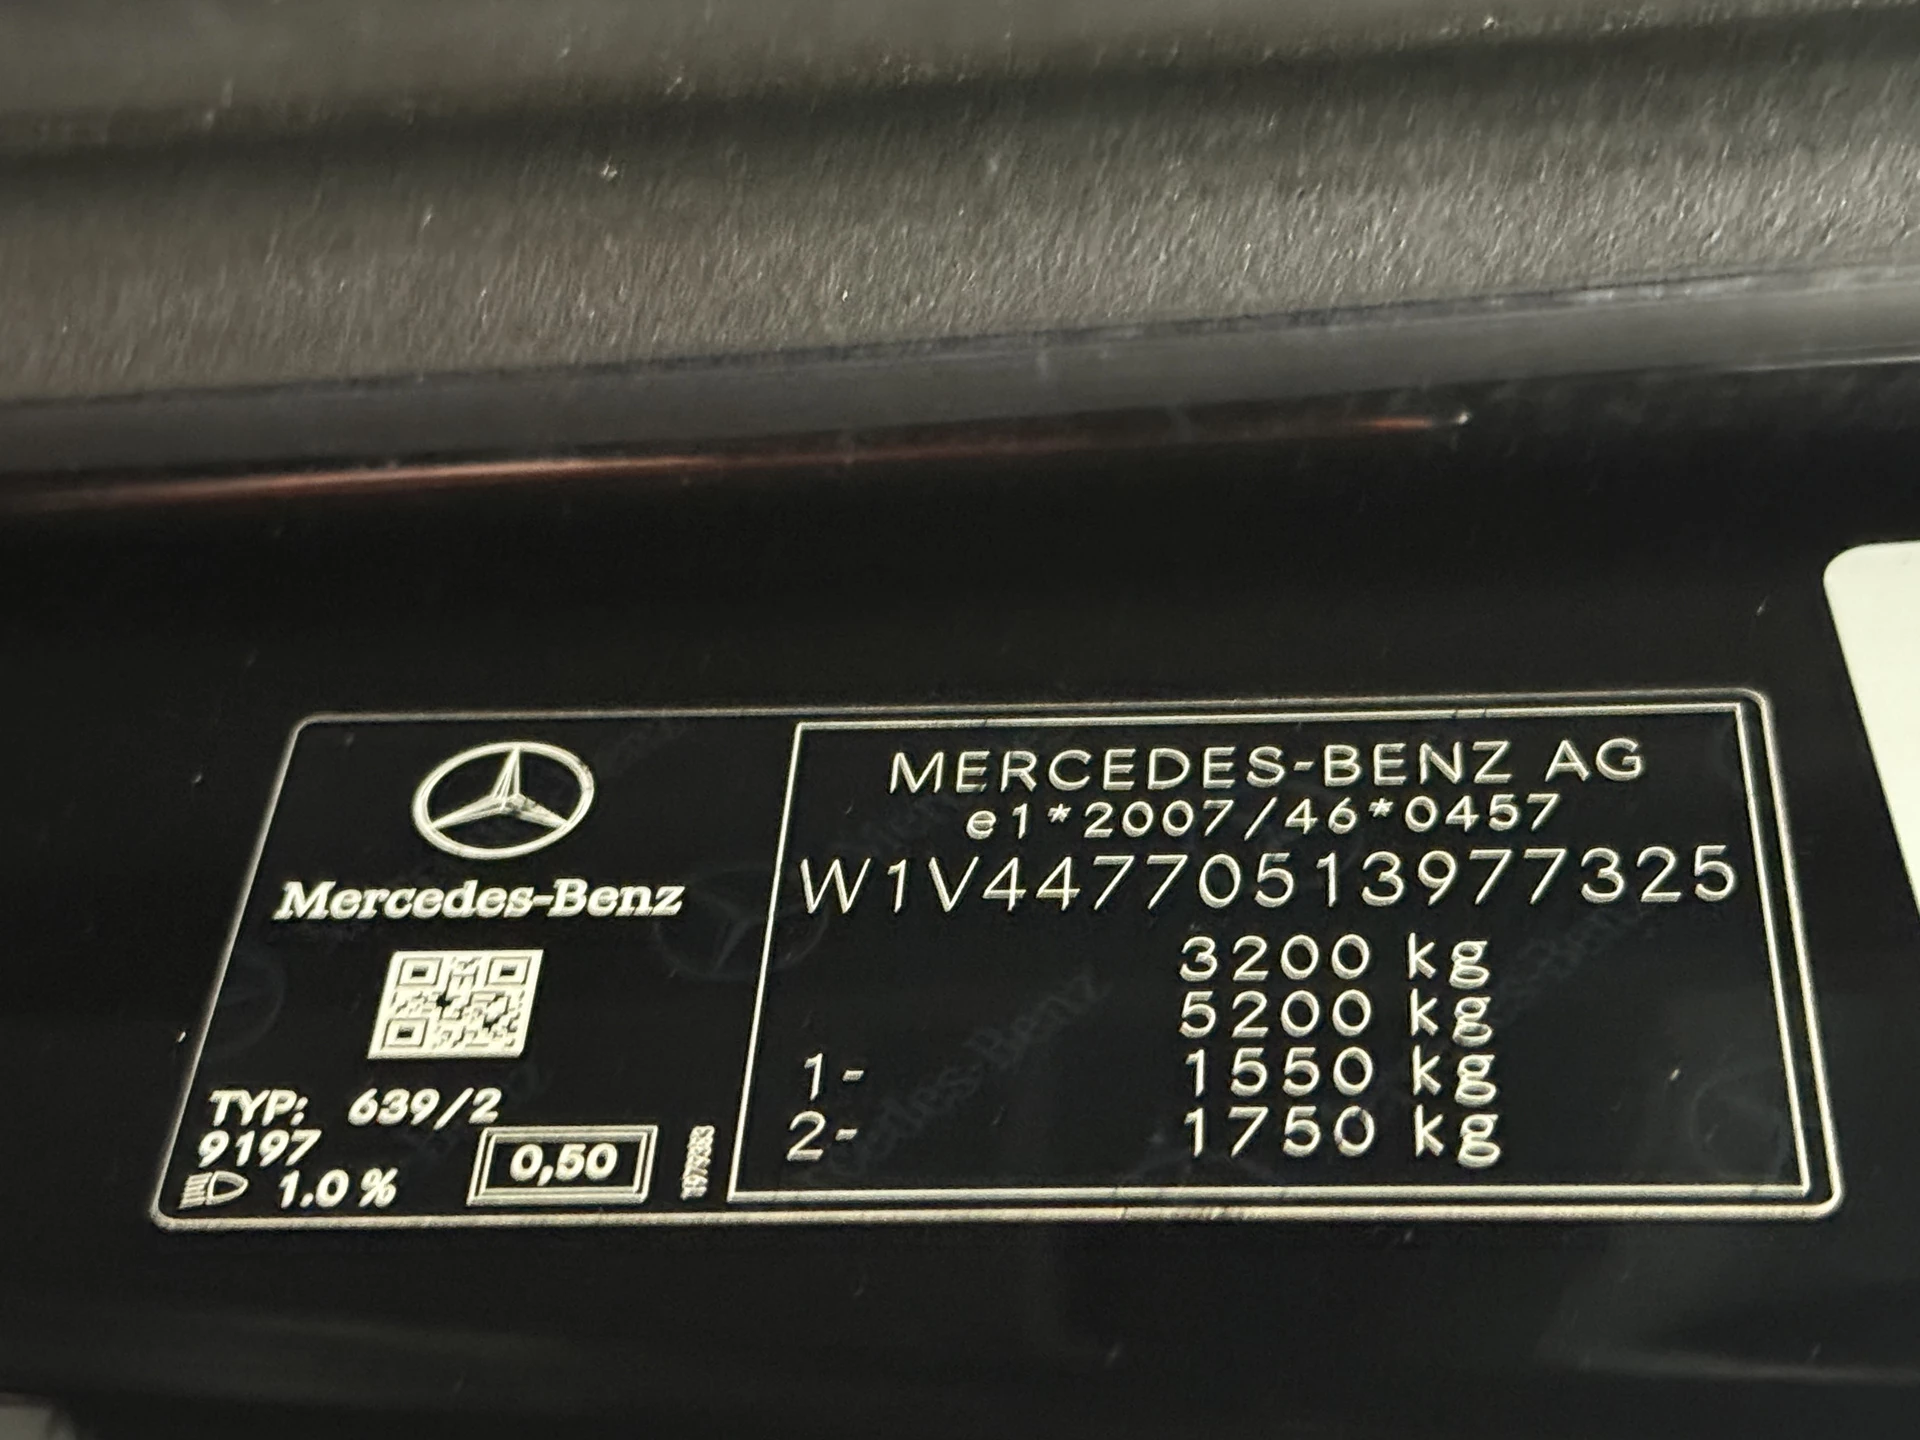 Mercedes-Benz
TYP: 639/2
9197
1.0 %
0,50
MERCEDES-BENZ AG
e1*2007/46*0457
W1V44770513977325
3200 kg
5200 kg
1- 1550 kg
2- 1750 kg